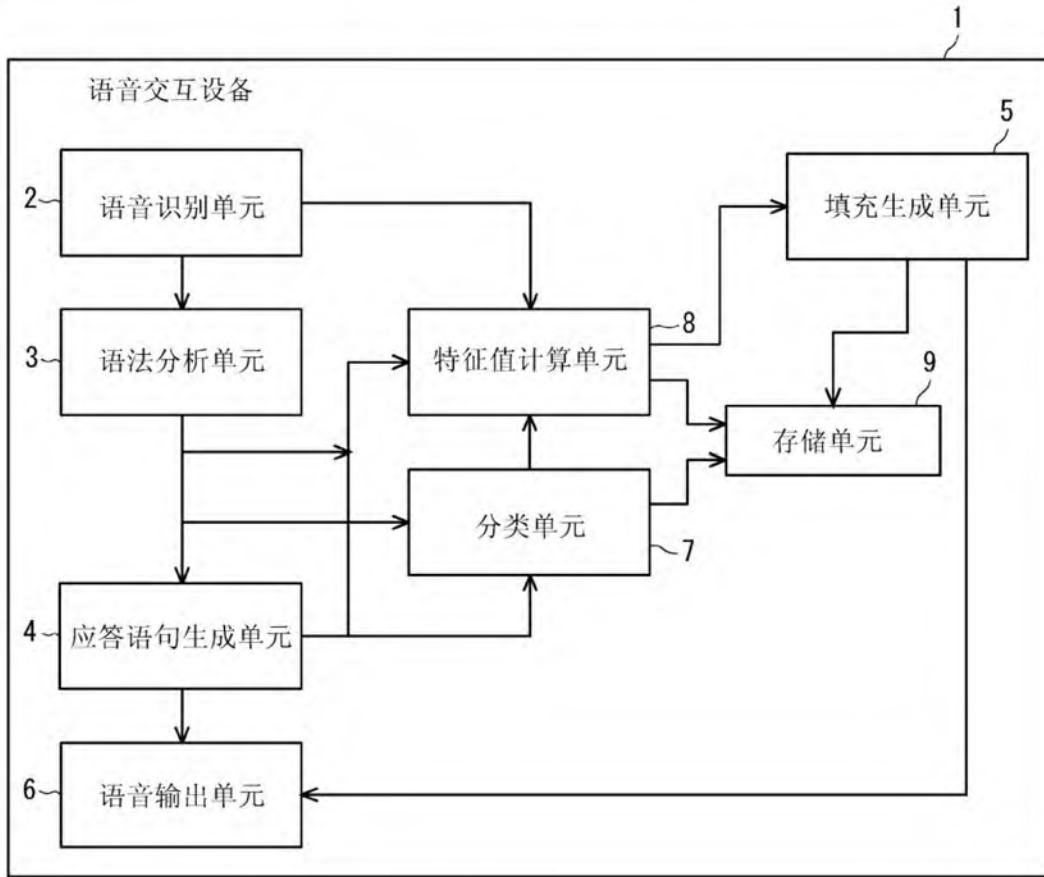 1
语音交互设备
5
2
语音识别单元
填充生成单元
8
3
语法分析单元
特征值计算单元
9
存储单元
分类单元
7
4
应答语句生成单元
6
语音输出单元